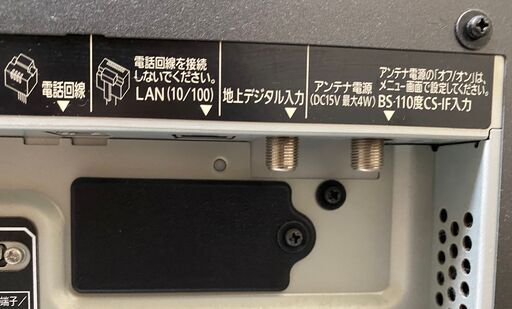 電話回線
電話回線を接続
しないでください。
LAN(10/100)
地上デジタル入力
アンテナ電源
(DC15V 最大4W)
アンテナ電源の「オフ/オン」は、
メニュー画面で設定してください。
BS･110度CS-IF入力
端子/